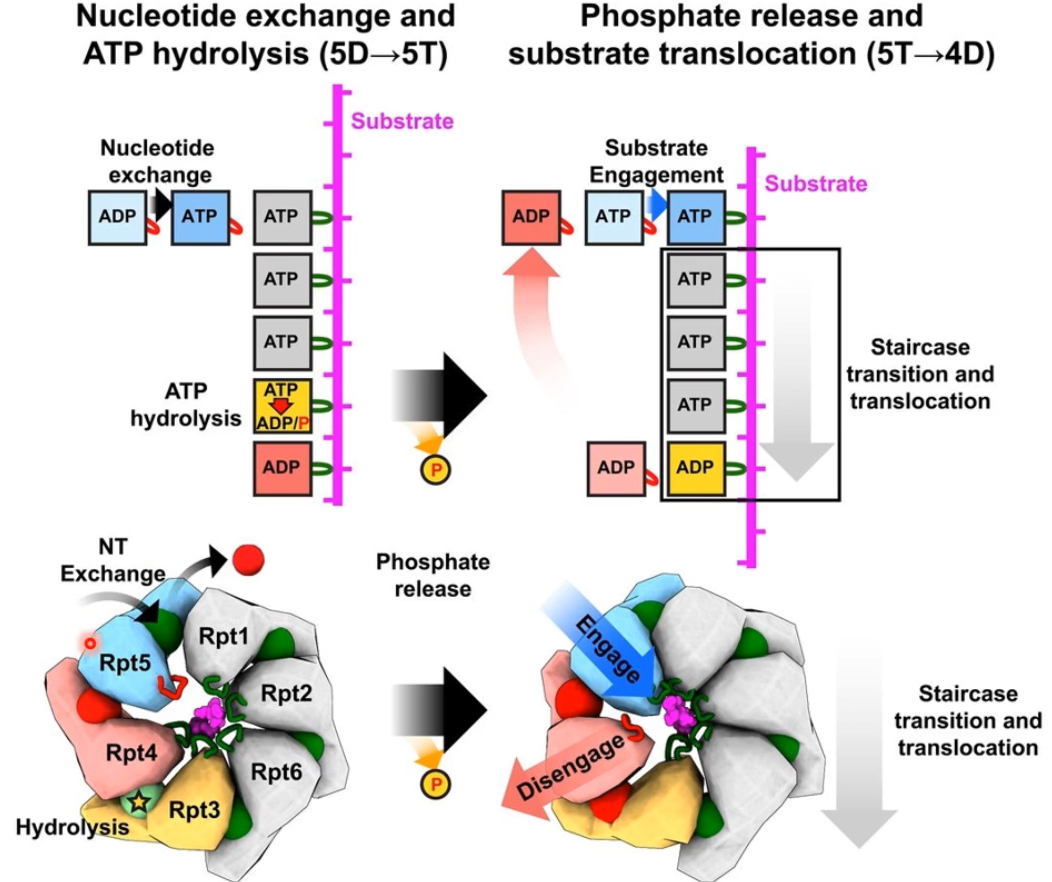 Nucleotide exchange and
ATP hydrolysis (5D→5T)
Phosphate release and
substrate translocation (5T→4D)
Substrate
Nucleotide
exchange
ADP
ATP
ATP
ATP
ATP
ATP
hydrolysis
ATP
ADP/P
ADP
P
Substrate
Engagement
Substrate
ADP
ATP
ATP
ATP
ATP
ATP
ADP
ADP
Staircase
transition and
translocation
NT
Exchange
Rpt5
Rpt1
Rpt2
Rpt4
Rpt6
Rpt3
Hydrolysis
Phosphate
release
P
Engage
Disengage
Staircase
transition and
translocation